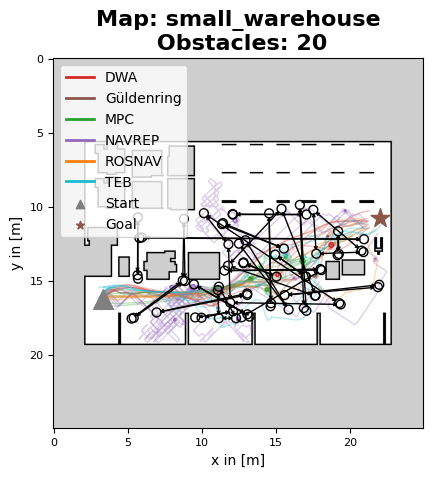 Map: small_warehouse
Obstacles: 20
DWA
Güldenring
MPC
NAVREP
ROSNAV
TEB
Start
Goal
0
5
10
15
20
y in [m]
0
5
10
15
20
x in [m]